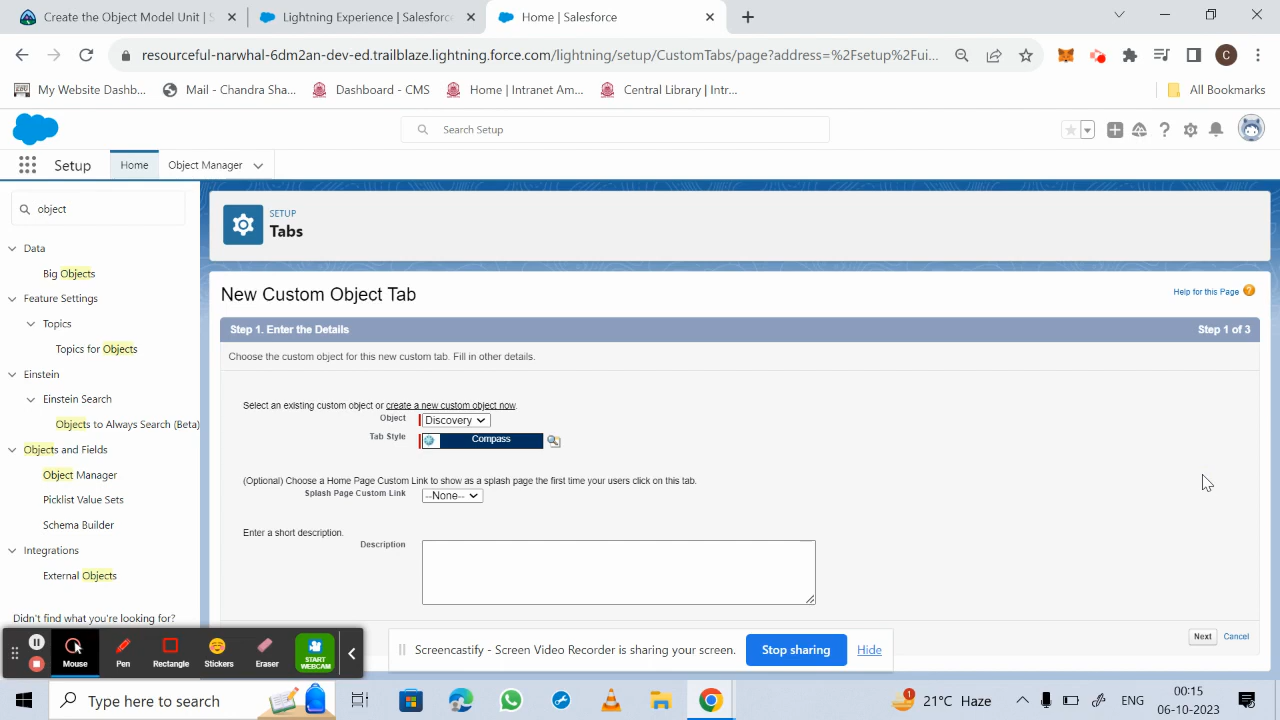 Create the Object Model Unit | S
Lightning Experience | Salesforce
Home | Salesforce
resourceful-narwhal-6dm2an-dev-ed.trailblaze.lightning.force.com/lightning/setup/CustomTabs/page?address=%2Fsetup%2Fui...
C
My Website Dashb...
Mail - Chandra Sha...
Dashboard - CMS
Home | Intranet Am...
Central Library | Intr...
All Bookmarks
Search Setup
Setup
Home
Object Manager
object
SETUP
Tabs
Data
Big Objects
Feature Settings
Topics
Topics for Objects
Einstein
Einstein Search
Objects to Always Search (Beta)
Objects and Fields
Object Manager
Picklist Value Sets
Schema Builder
Integrations
External Objects
Didn't find what you're looking for?
New Custom Object Tab
Help for this Page
Step 1. Enter the Details
Step 1 of 3
Choose the custom object for this new custom tab. Fill in other details.
Select an existing custom object or create a new custom object now.
Object
Discovery
Tab Style
Compass
(Optional) Choose a Home Page Custom Link to show as a splash page the first time your users click on this tab.
Splash Page Custom Link
--None--
Enter a short description.
Description
Next
Cancel
Mouse
Pen
Rectangle
Stickers
Eraser
START
WEBCAM
Screencastify - Screen Video Recorder is sharing your screen.
Stop sharing
Hide
Type here to search
1
21°C Haze
ENG
00:15
06-10-2023